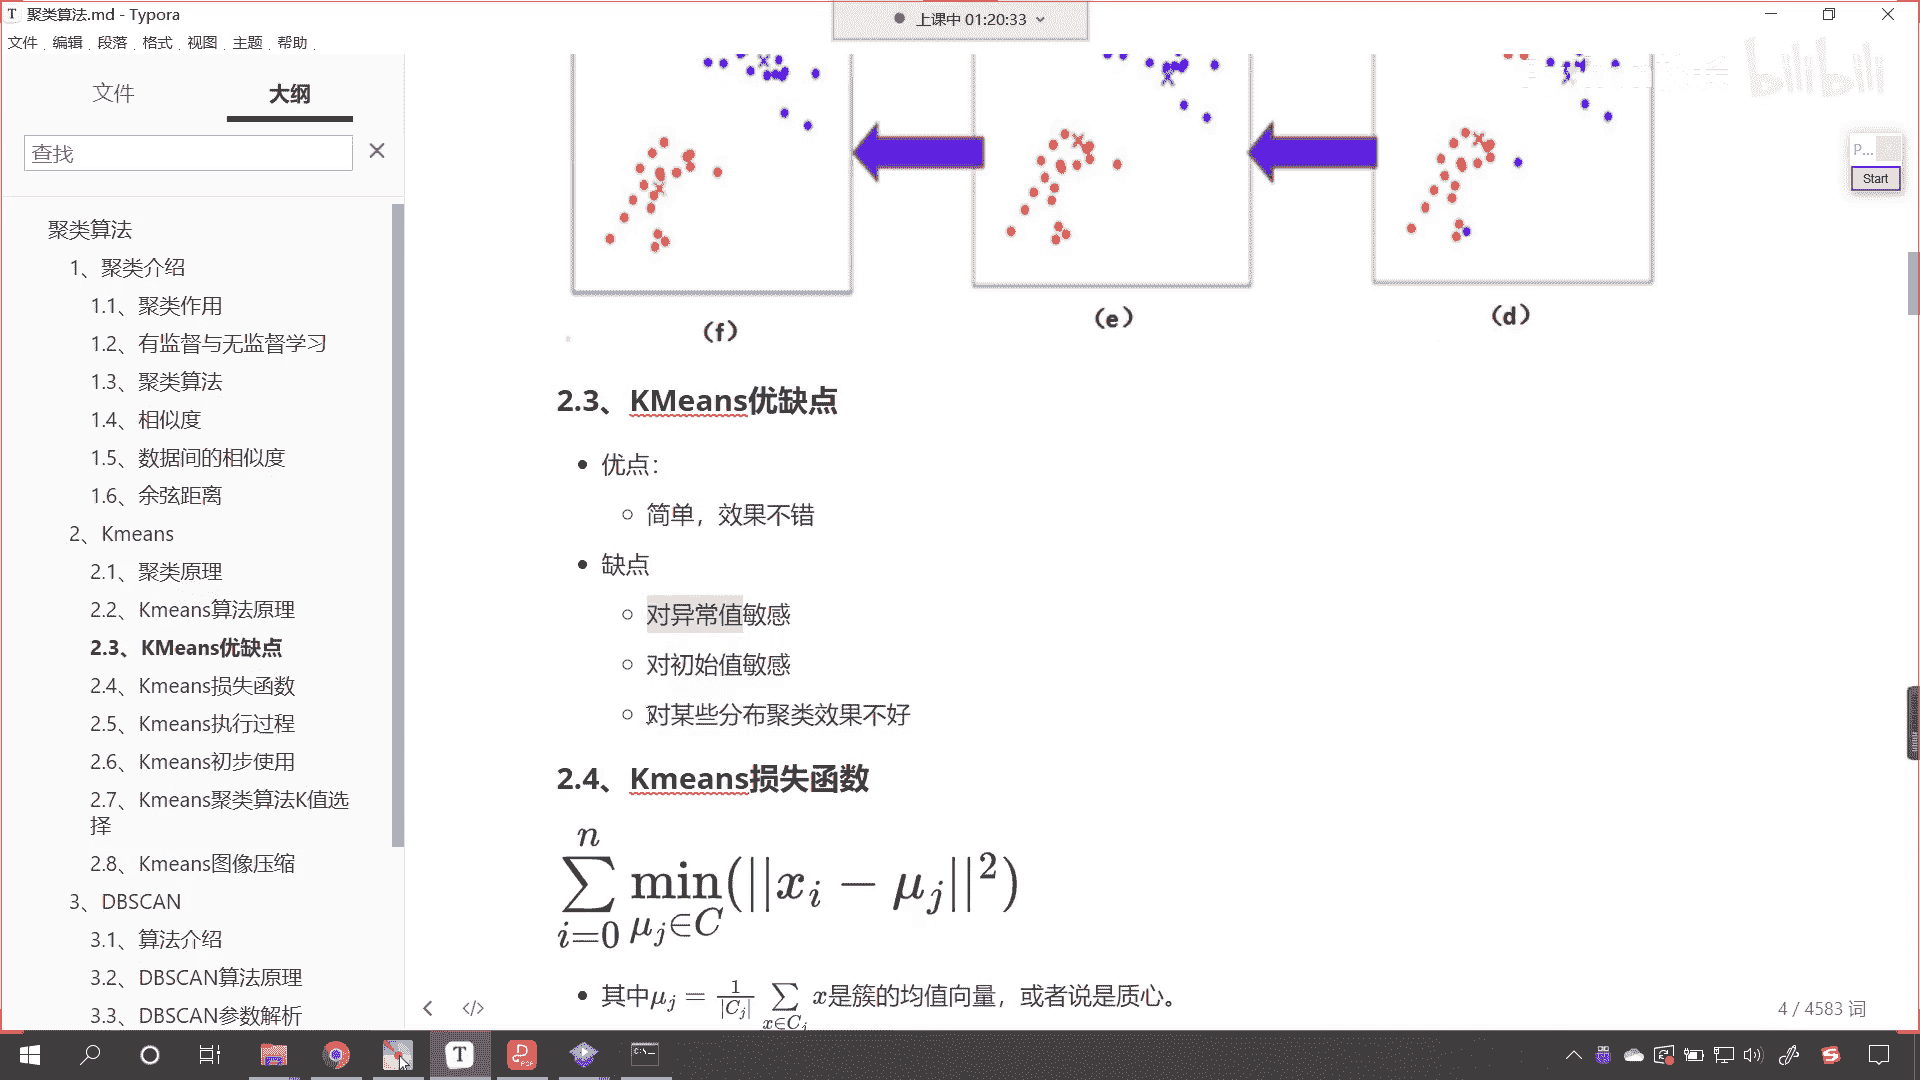 聚类算法.md - Typora
上课中 01:20:33
文件 编辑 段落 格式 视图 主题 帮助
文件 大纲
查找
聚类算法
1、聚类介绍
1.1、聚类作用
1.2、有监督与无监督学习
1.3、聚类算法
1.4、相似度
1.5、数据间的相似度
1.6、余弦距离
2、Kmeans
2.1、聚类原理
2.2、Kmeans算法原理
2.3、KMeans优缺点
2.4、Kmeans损失函数
2.5、Kmeans执行过程
2.6、Kmeans初步使用
2.7、Kmeans聚类算法K值选
择
2.8、Kmeans图像压缩
3、DBSCAN
3.1、算法介绍
3.2、DBSCAN算法原理
3.3、DBSCAN参数解析
bilibili
P...
Start
（f） （e） （d）
2.3、KMeans优缺点
优点：
简单，效果不错
缺点
对异常值敏感
对初始值敏感
对某些分布聚类效果不好
2.4、Kmeans损失函数
\sum_{i=0}^{n} \min_{\mu_j \in C}(||x_i - \mu_j||^2)
其中\mu_j = \frac{1}{|C_j|} \sum_{x \in C_j} x是簇的均值向量，或者说是质心。
4 / 4583 词